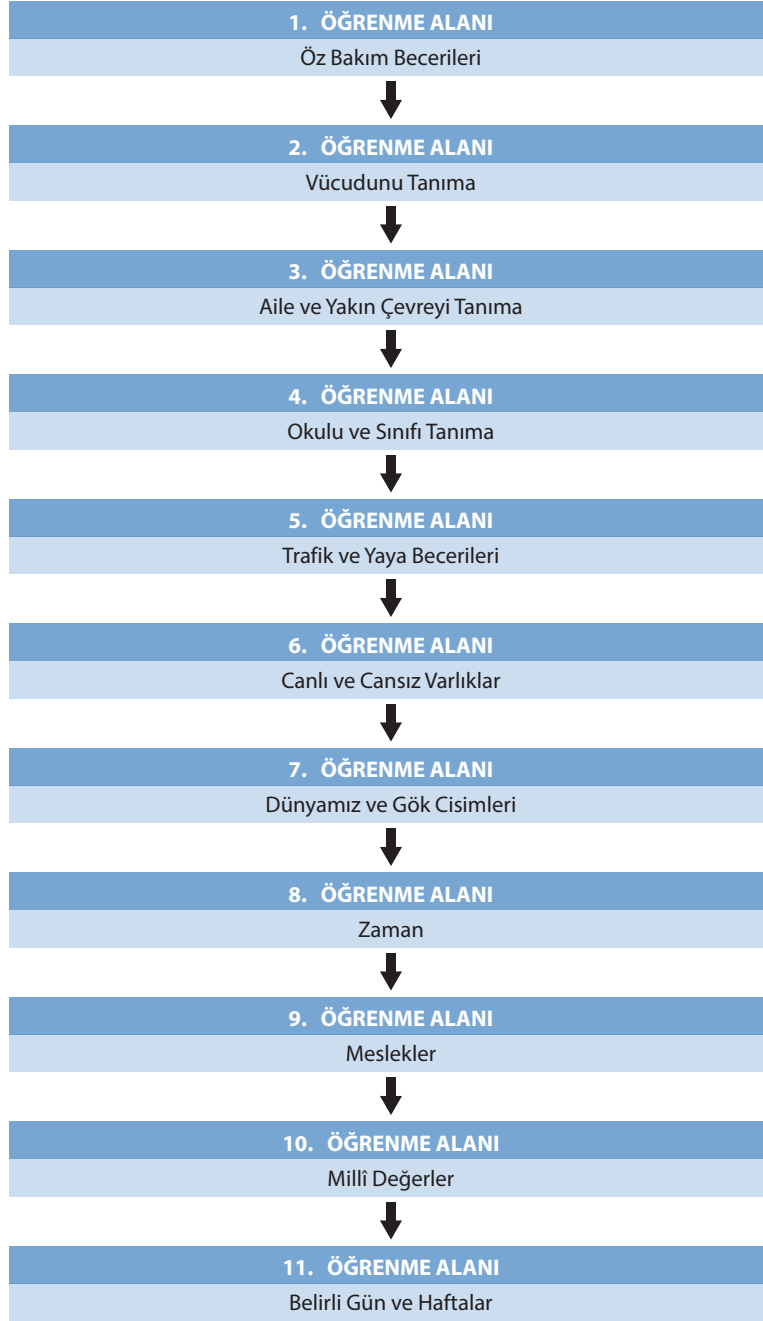 1. ÖĞRENME ALANI
Öz Bakım Becerileri
2. ÖĞRENME ALANI
Vücudunu Tanıma
3. ÖĞRENME ALANI
Aile ve Yakın Çevreyi Tanıma
4. ÖĞRENME ALANI
Okulu ve Sınıfı Tanıma
5. ÖĞRENME ALANI
Trafik ve Yaya Becerileri
6. ÖĞRENME ALANI
Canlı ve Cansız Varlıklar
7. ÖĞRENME ALANI
Dünyamız ve Gök Cisimleri
8. ÖĞRENME ALANI
Zaman
9. ÖĞRENME ALANI
Meslekler
10. ÖĞRENME ALANI
Millî Değerler
11. ÖĞRENME ALANI
Belirli Gün ve Haftalar